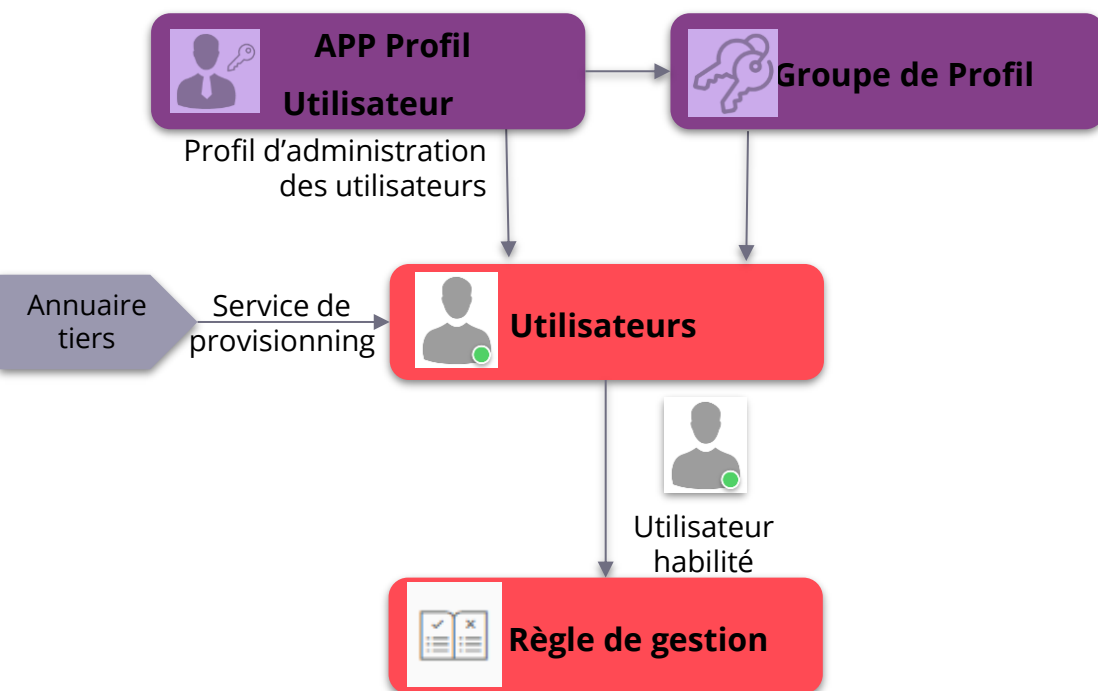 APP Profil
Utilisateur
Groupe de Profil
Profil d’administration
des utilisateurs
Annuaire
tiers
Service de
provisionning
Utilisateurs
Utilisateur
habilité
Règle de gestion